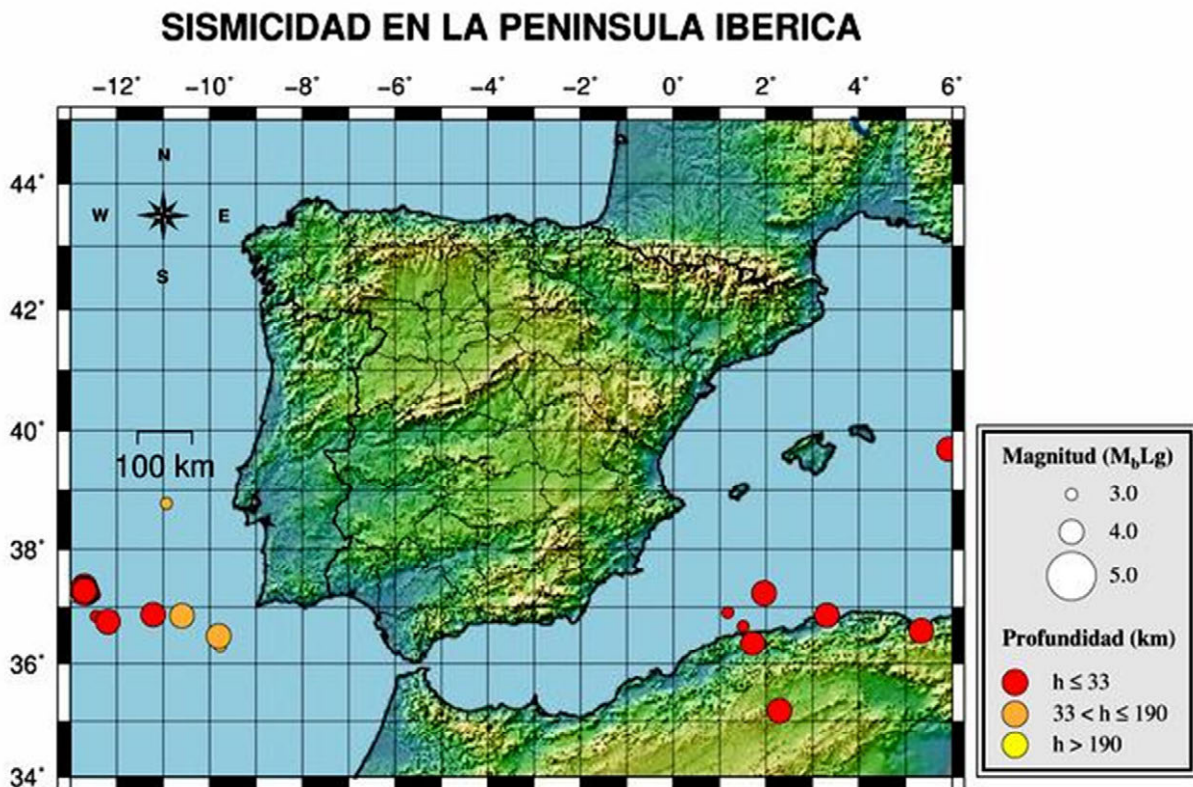 SISMICIDAD EN LA PENINSULA IBERICA
−12˚ −10˚ −8˚ −6˚ −4˚ −2˚ 0˚ 2˚ 4˚ 6˚
N
44˚
W E
S
42˚
40˚
100 km
38˚
36˚
34˚
Magnitud (MbLg)
3.0
4.0
5.0
Profundidad (km)
h ≤ 33
33 < h ≤ 190
h > 190